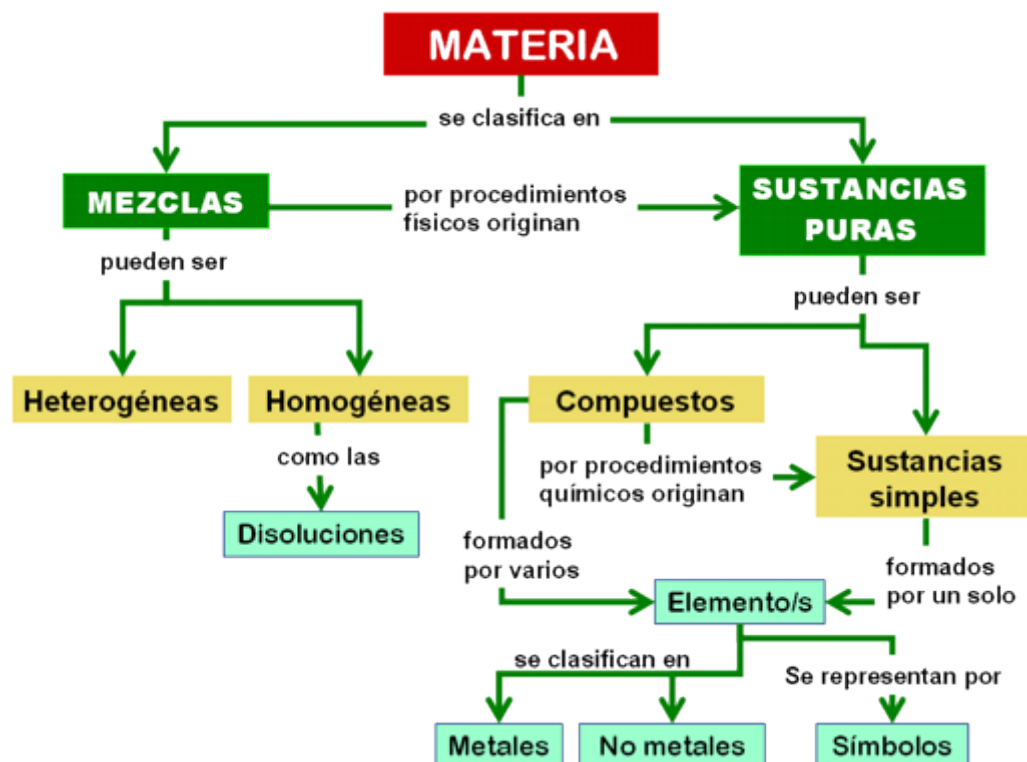 MATERIA
se clasifica en
MEZCLAS
por procedimientos
físicos originan
SUSTANCIAS
PURAS
pueden ser
pueden ser
Heterogéneas
Homogéneas
Compuestos
como las
por procedimientos
químicos originan
Sustancias
simples
Disoluciones
formados
por varios
formados
por un solo
Elemento/s
se clasifican en
Se representan por
Metales
No metales
Símbolos